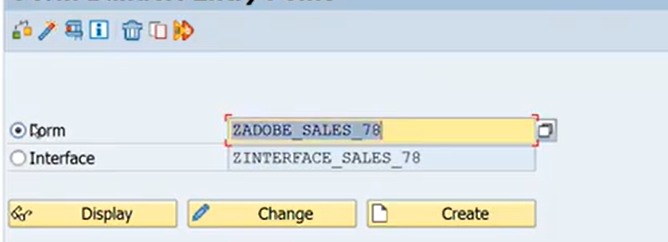 Form
ZADOBE_SALES_78
Interface
ZINTERFACE_SALES_78
Display
Change
Create